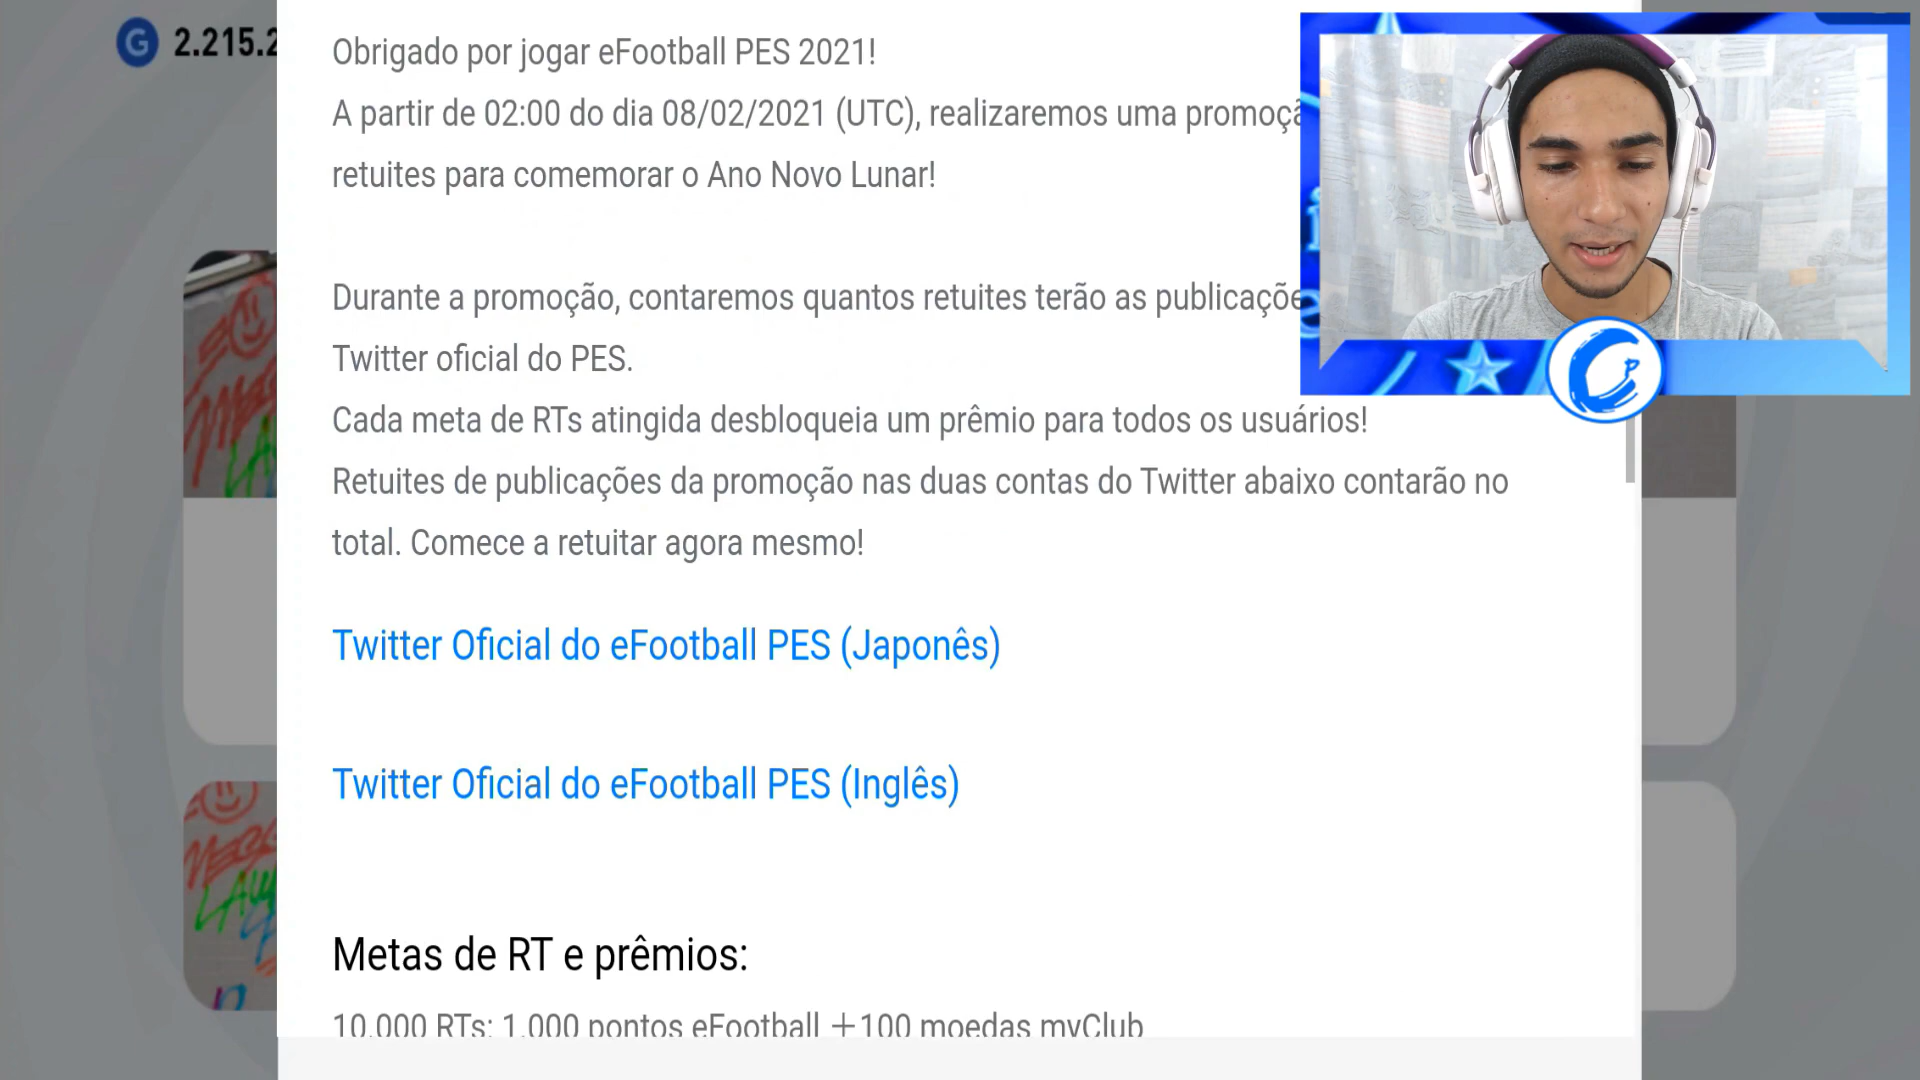 2.215.2
Obrigado por jogar eFootball PES 2021!
A partir de 02:00 do dia 08/02/2021 (UTC), realizaremos uma
retuites para comemorar o Ano Novo Lunar!
Durante a promoção, contaremos quantos retuites terão as
Twitter oficial do PES.
Cada meta de RTs atingida desbloqueia um prêmio para todos os usuários!
Retuites de publicações da promoção nas duas contas do Twitter abaixo contarão no
total. Comece a retuitar agora mesmo!
Twitter Oficial do eFootball PES (Japonês)
Twitter Oficial do eFootball PES (Inglês)
Metas de RT e prêmios:
10.000 RTs: 1.000 pontos eFootball +100 moedas myClub